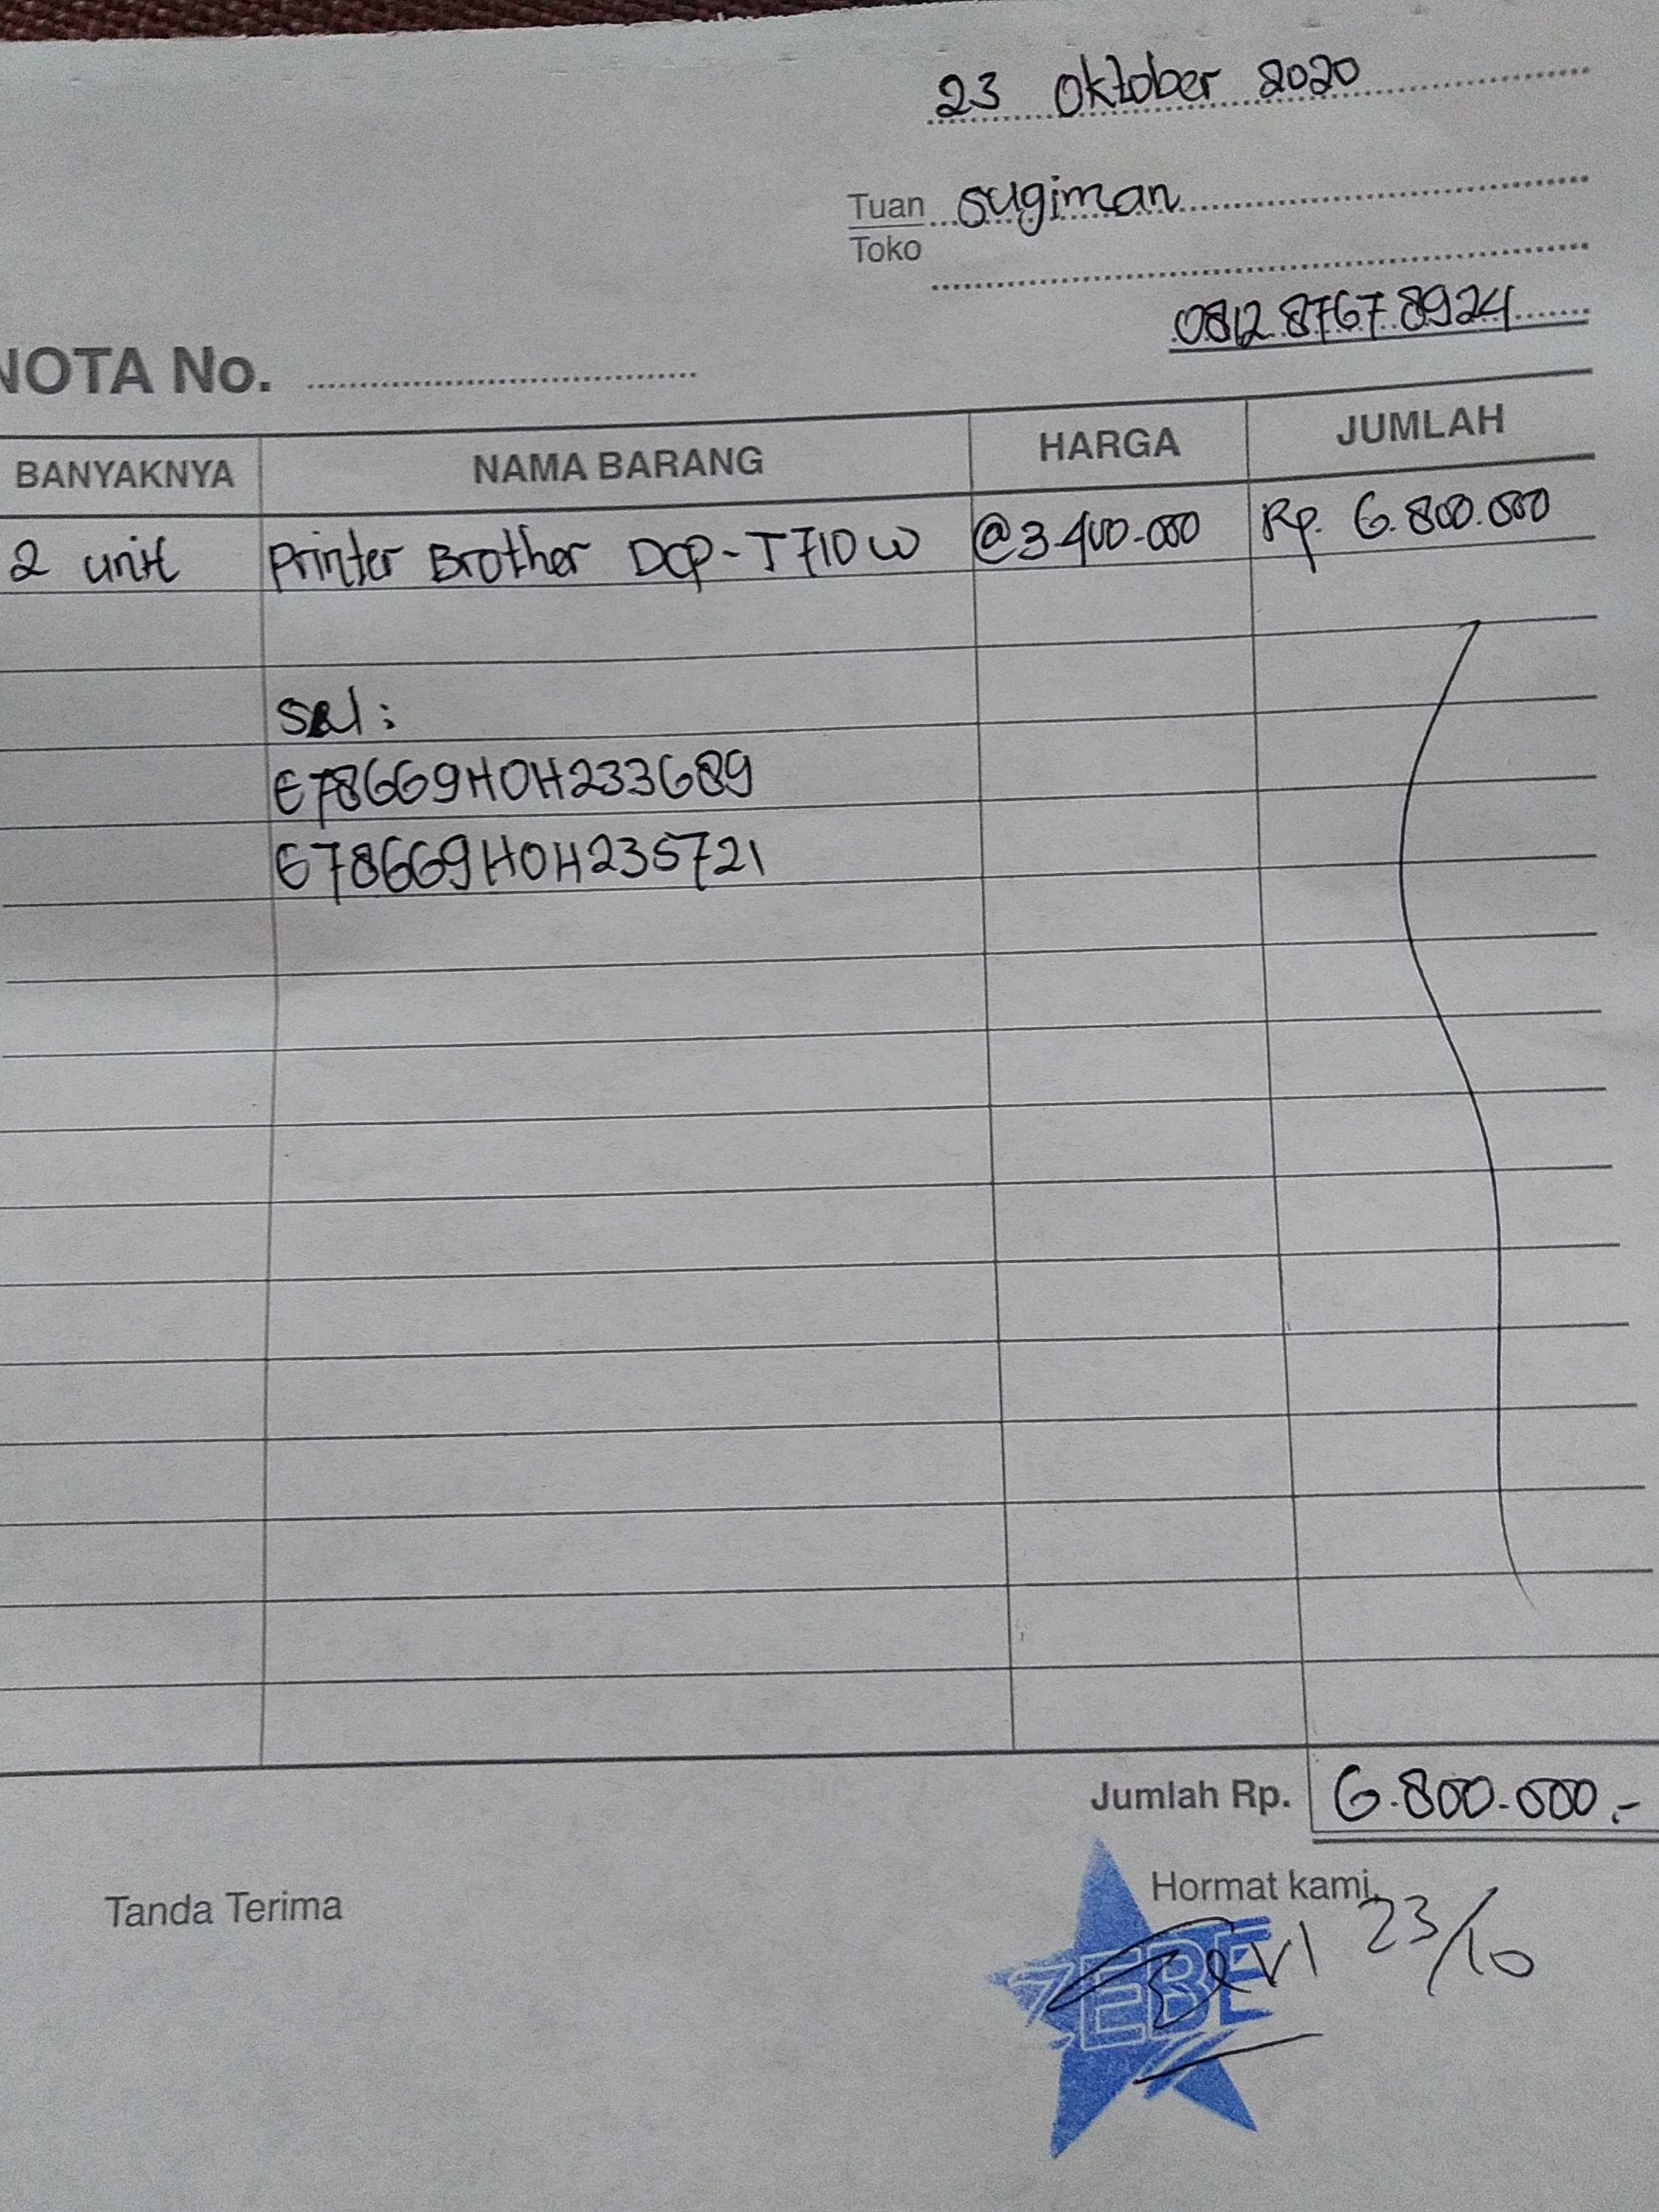 23 Oktober 2020
Tuan Sugiman
Toko
0812 8767 8924
NOTA No.
BANYAKNYA NAMA BARANG HARGA JUMLAH
2 unit Printer Brother DCP-T710W @3.400.000 Rp. 6.800.000
E78669H0H233689
E78669H0H235721
Jumlah Rp. 6.800.000.-
Tanda Terima
Hormat kami,
EBE
Devi 23/10